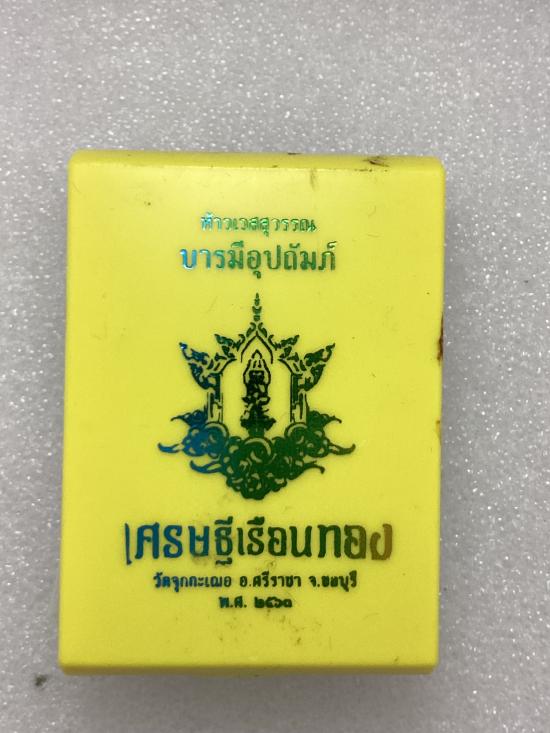 ท้าวเวสสุวรรณ
บารมีอุปถัมภ์
เศรษฐีเรือนทอง
วัดจุกกะเฌอ อ.ศรีราชา จ.ชลบุรี
พ.ศ. ๒๕๖๓